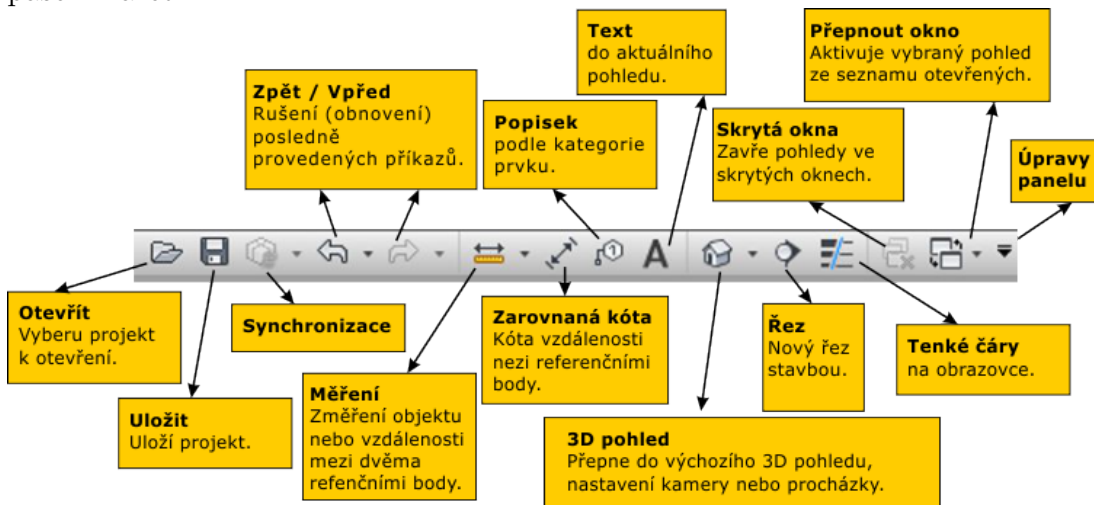 Text
do aktuálního
pohledu.
Přepnout okno
Aktivuje vybraný pohled
ze seznamu otevřených.
Zpět / Vpřed
Rušení (obnovení)
posledně
provedených příkazů.
Popisek
podle kategorie
prvku.
Skrytá okna
Zavře pohledy ve
skrytých oknech.
Úpravy
panelu
1
A
Otevřít
Vyberu projekt
k otevření.
Synchronizace
Uložit
Uloží projekt.
Měření
Změření objektu
nebo vzdálenosti
mezi dvěma
refenčními body.
Zarovnaná kóta
Kóta vzdálenosti
nezi referenčními
body.
3D pohled
Přepne do výchozího 3D pohledu,
nastavení kamery nebo procházky.
Řez
Nový řez
stavbou.
Tenké čáry
na obrazovce.